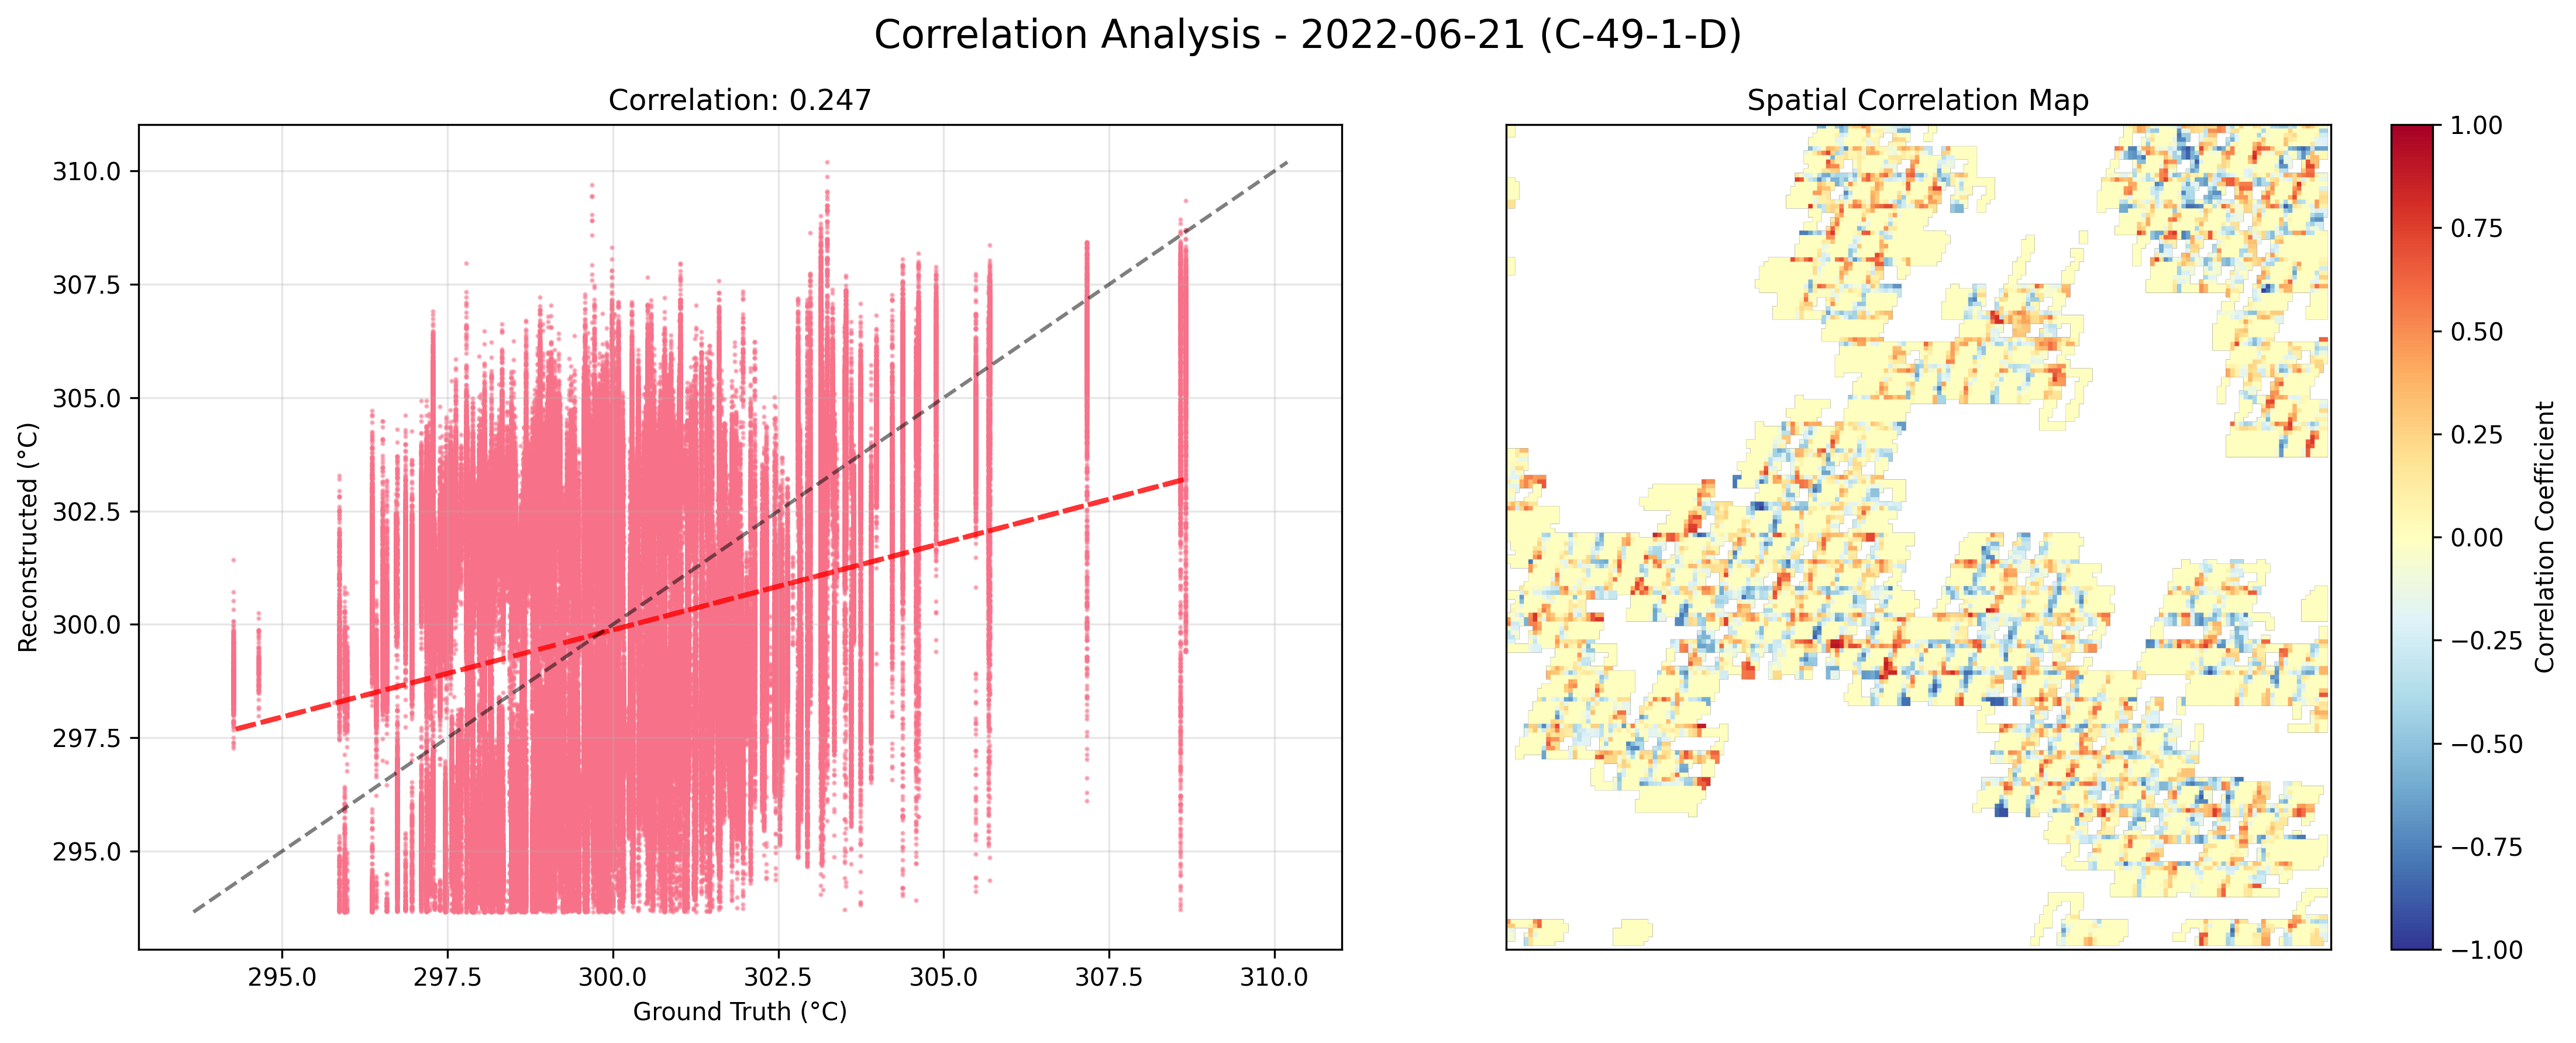 Correlation Analysis - 2022-06-21 (C-49-1-D)
Correlation: 0.247
310.0
307.5
305.0
302.5
300.0
297.5
295.0
Reconstructed (°C)
295.0 297.5 300.0 302.5 305.0 307.5 310.0
Ground Truth (°C)
Spatial Correlation Map
1.00
0.75
0.50
0.25
0.00
−0.25
−0.50
−0.75
−1.00
Correlation Coefficient